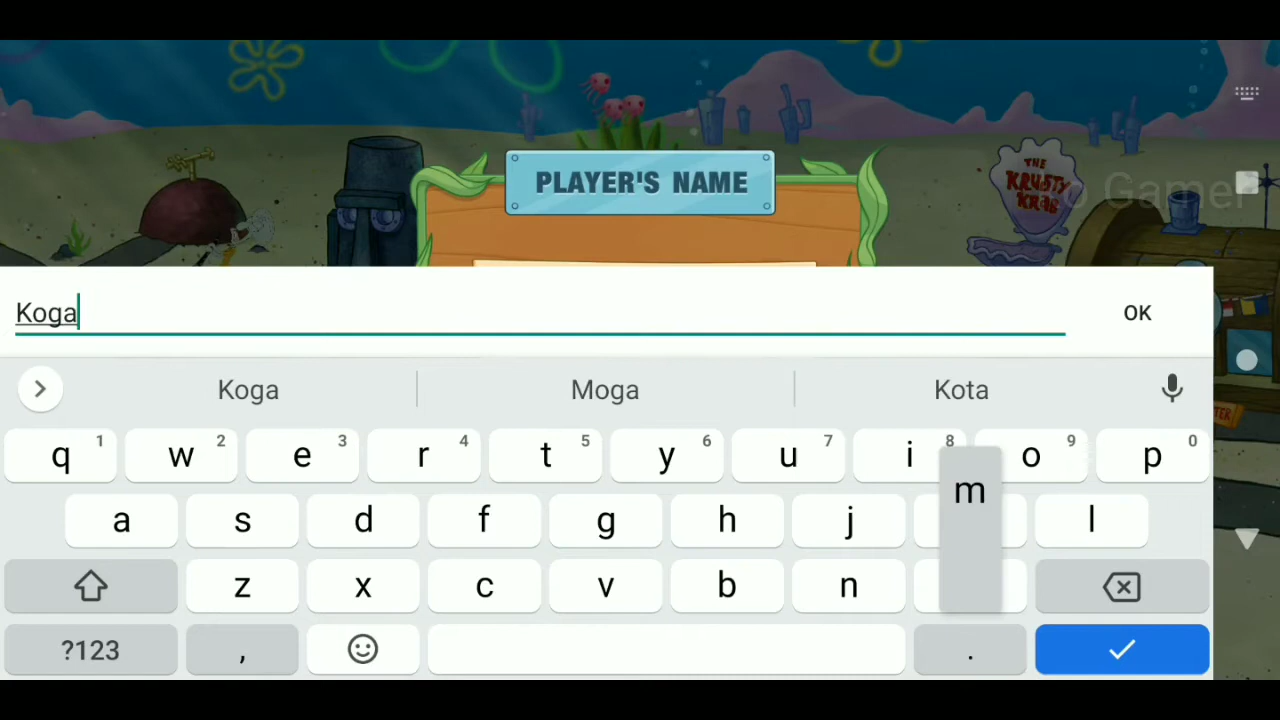 PLAYER'S NAME
THE
KRUSTY
KRAB
o Gamer
Koga
OK
Koga Moga Kota
q 1 w 2 e 3 r 4 t 5 y 6 u 7 i 8 o 9 p 0
a s d f g h j l
m
z x c v b n
?123 , .